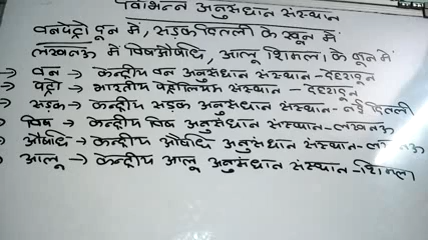 विभिन्न अनुसंधान संस्थान
वनपेट्रो दून में, सड़क दिल्ली के खून में
लखनऊ में विषऔषधि, आलू शिमला के जून में
→ वन → केन्द्रीय वन अनुसंधान संस्थान - देहरादून
→ पेट्रो → भारतीय पेट्रोलियम संस्थान - देहरादून
→ सड़क → केन्द्रीय सड़क अनुसंधान संस्थान - नई दिल्ली
→ विष → केन्द्रीय विष अनुसंधान संस्थान - लखनऊ
→ औषधि → केन्द्रीय औषधि अनुसंधान संस्थान - लखनऊ
→ आलू → केन्द्रीय आलू अनुसंधान संस्थान - शिमला